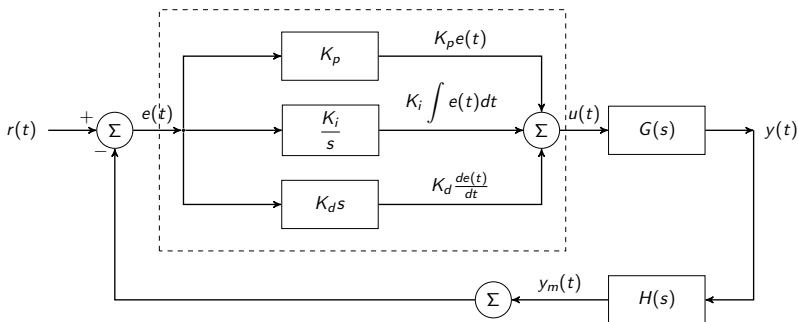 K_p
K_p e(t)
r(t)
+
−
Σ
e(t)
K_i/s
K_i ∫ e(t)dt
Σ
u(t)
G(s)
y(t)
K_d s
K_d de(t)/dt
Σ
y_m(t)
H(s)